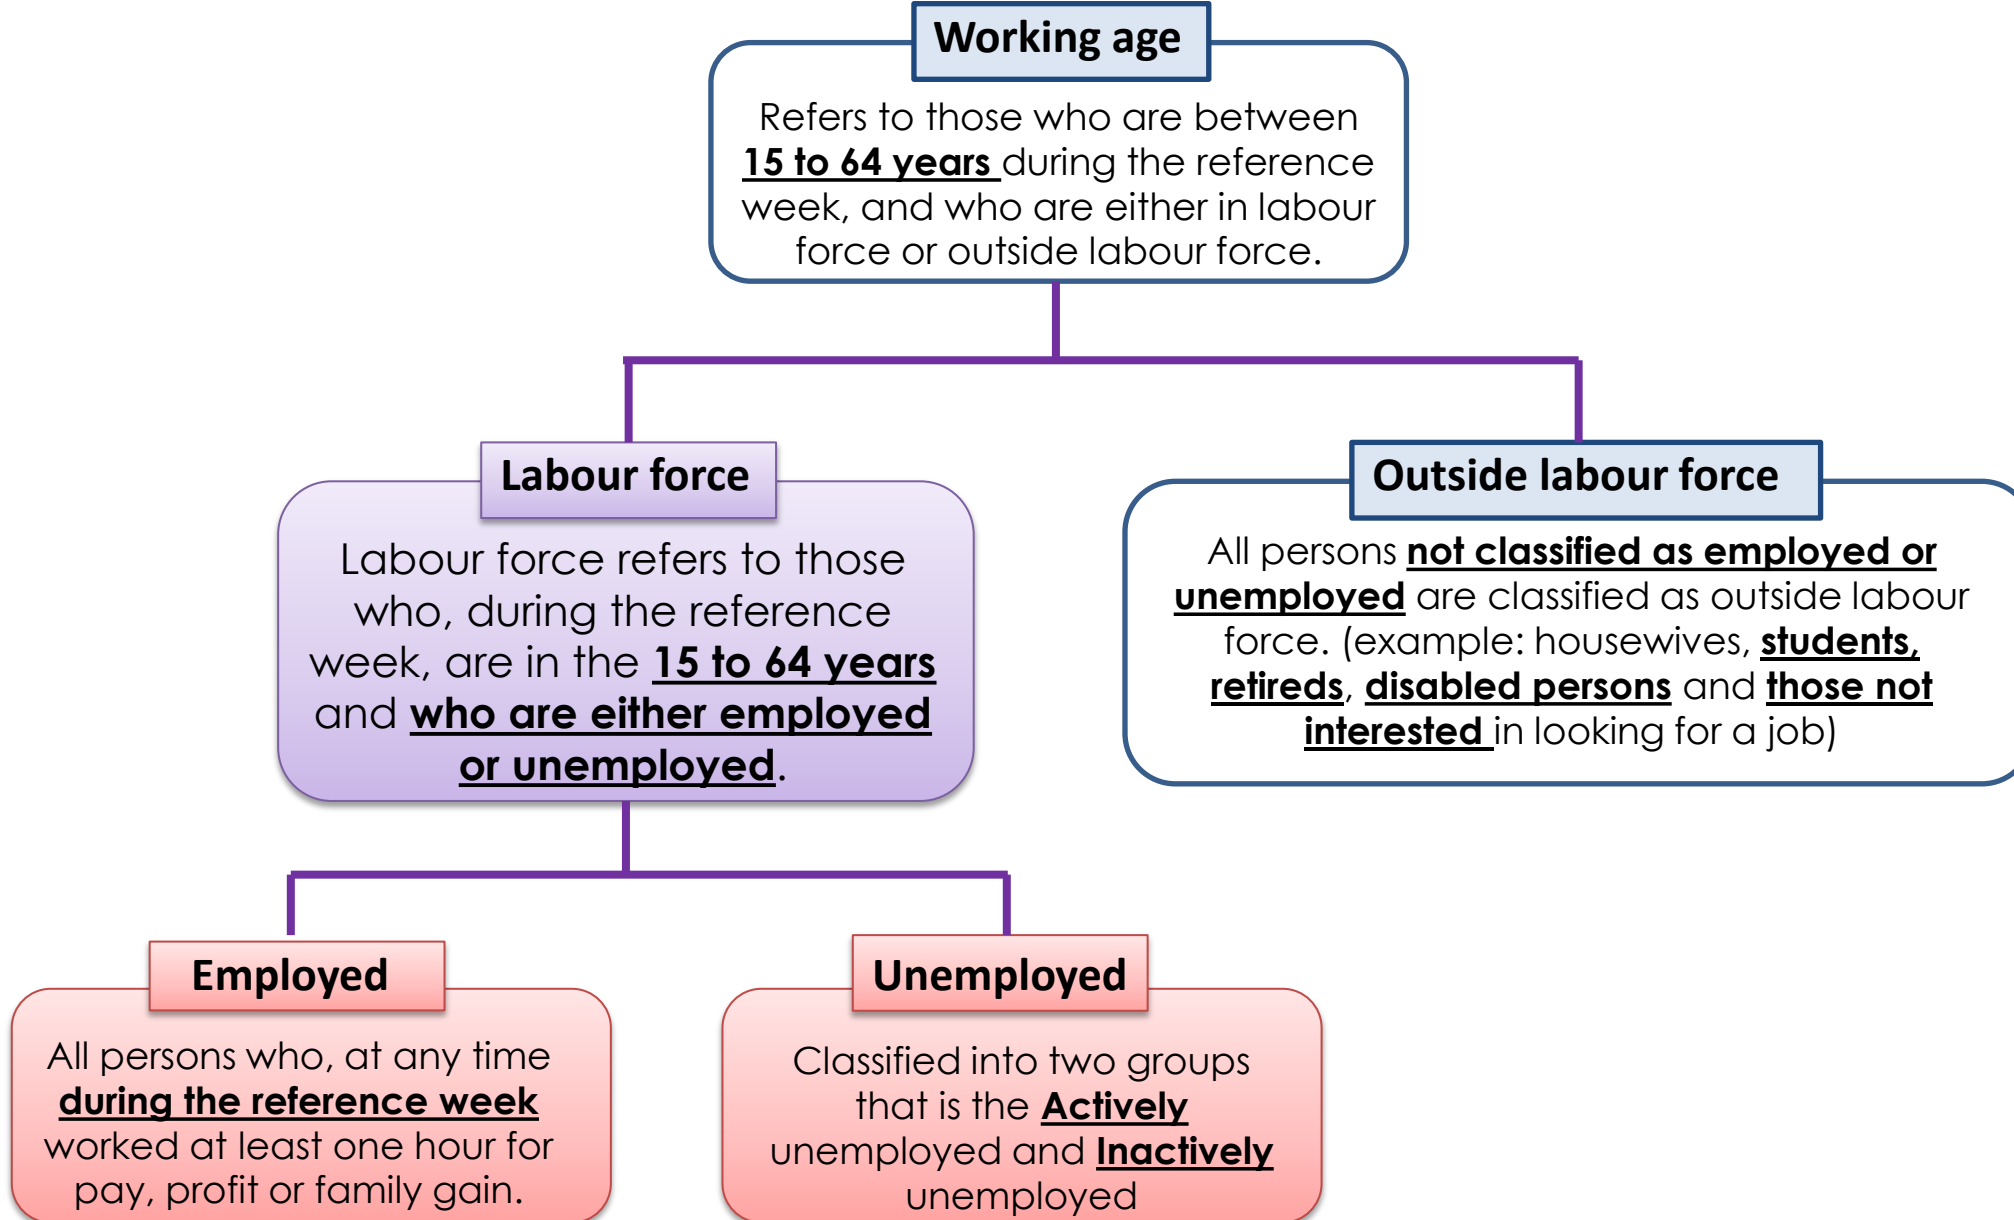 Working age
Refers to those who are between
15 to 64 years during the reference
week, and who are either in labour
force or outside labour force.
Labour force
Labour force refers to those
who, during the reference
week, are in the 15 to 64 years
and who are either employed
or unemployed.
Outside labour force
All persons not classified as employed or
unemployed are classified as outside labour
force. (example: housewives, students,
retireds, disabled persons and those not
interested in looking for a job)
Employed
All persons who, at any time
during the reference week
worked at least one hour for
pay, profit or family gain.
Unemployed
Classified into two groups
that is the Actively
unemployed and Inactively
unemployed